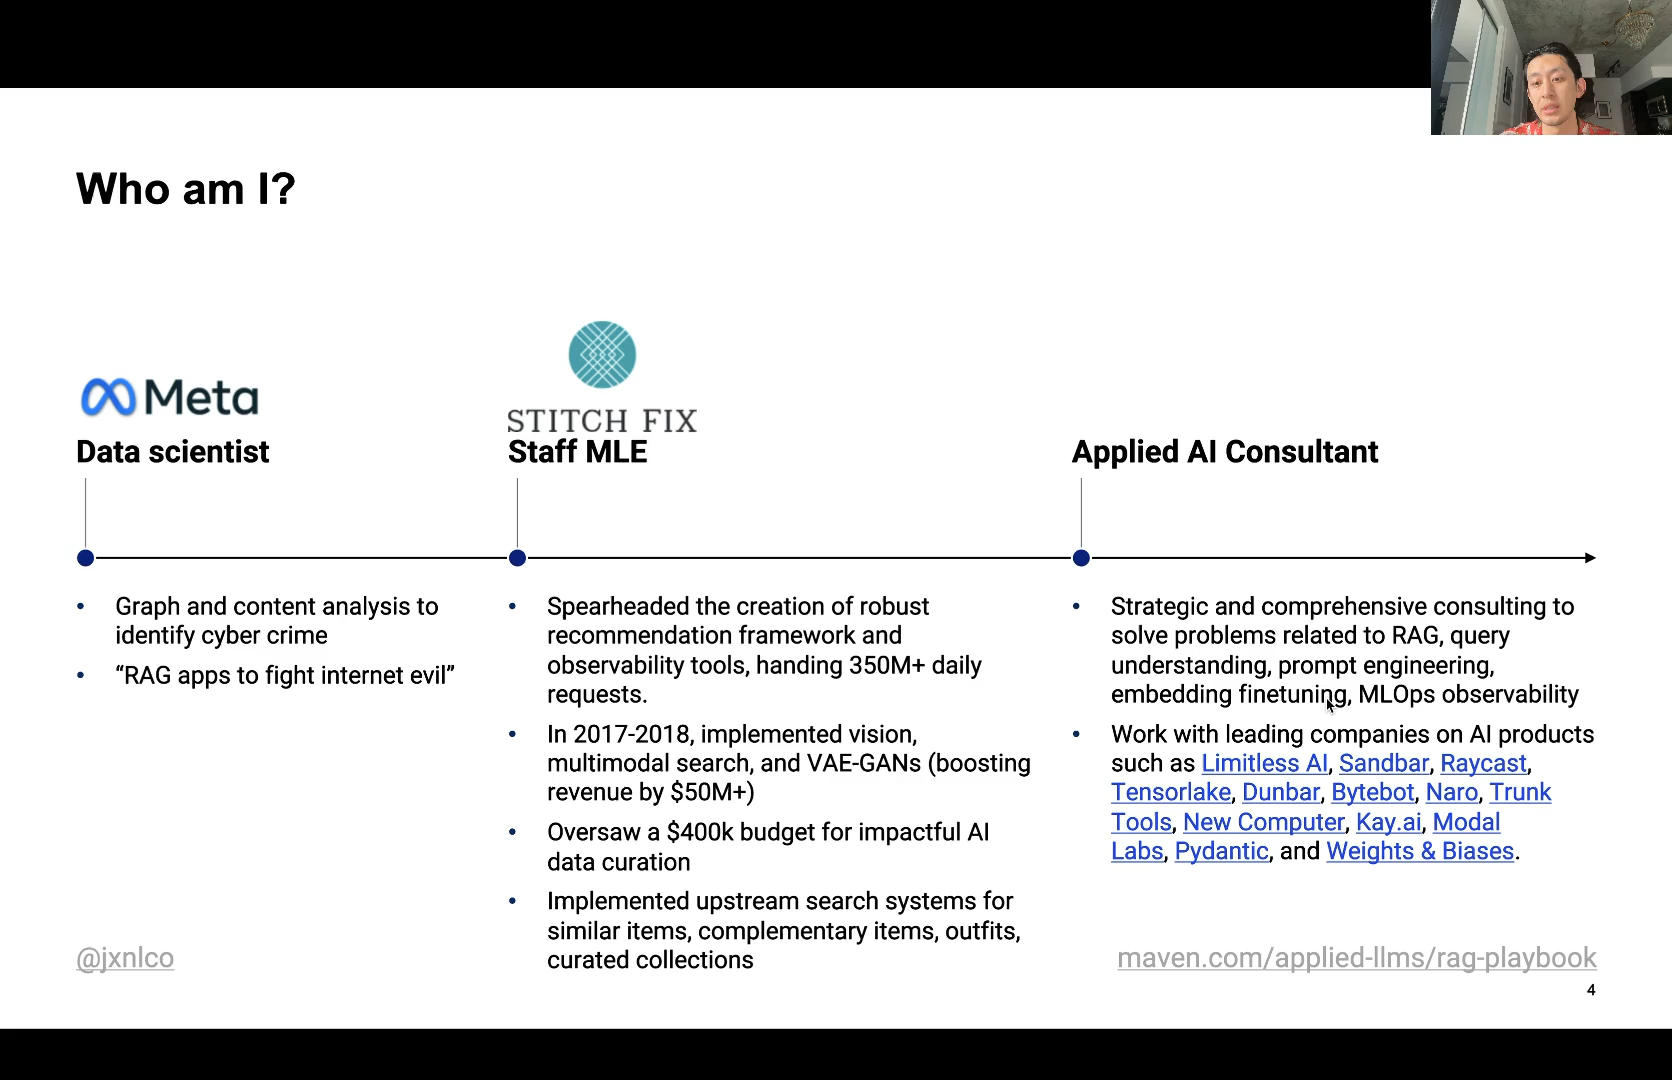 Who am I?
Meta
Data scientist
• Graph and content analysis to
identify cyber crime
• “RAG apps to fight internet evil”
STITCH FIX
Staff MLE
• Spearheaded the creation of robust
recommendation framework and
observability tools, handing 350M+ daily
requests.
• In 2017-2018, implemented vision,
multimodal search, and VAE-GANs (boosting
revenue by $50M+)
• Oversaw a $400k budget for impactful AI
data curation
• Implemented upstream search systems for
similar items, complementary items, outfits,
curated collections
Applied AI Consultant
• Strategic and comprehensive consulting to
solve problems related to RAG, query
understanding, prompt engineering,
embedding finetuning, MLOps observability
• Work with leading companies on AI products
such as Limitless AI, Sandbar, Raycast,
Tensorlake, Dunbar, Bytebot, Naro, Trunk
Tools, New Computer, Kay.ai, Modal
Labs, Pydantic, and Weights & Biases.
@jxnlco
maven.com/applied-llms/rag-playbook
4